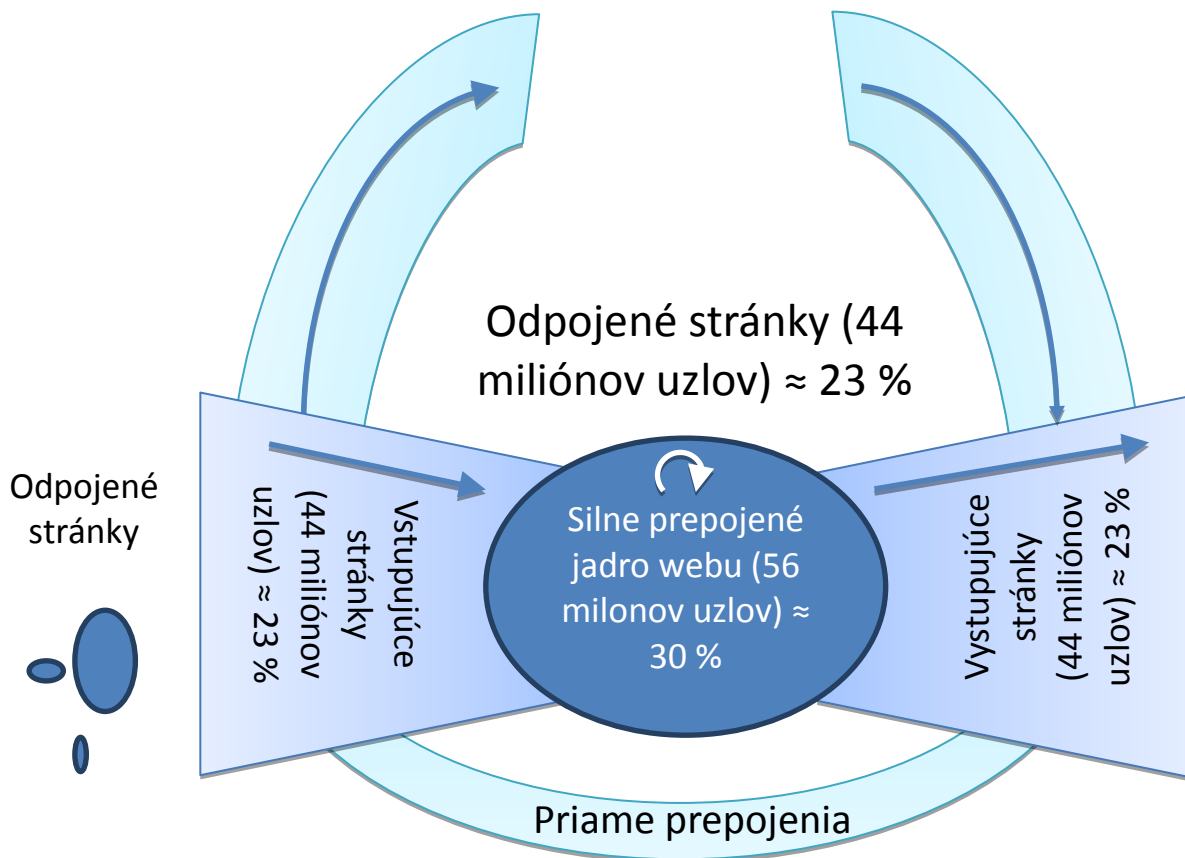 Odpojené stránky (44
miliónov uzlov) ≈ 23 %
Odpojené
stránky
Vstupujúce
stránky
(44 miliónov
uzlov) ≈ 23 %
Silne prepojené
jadro webu (56
milonov uzlov) ≈
30 %
Vystupujúce
stránky
(44 miliónov
uzlov) ≈ 23 %
Priame prepojenia